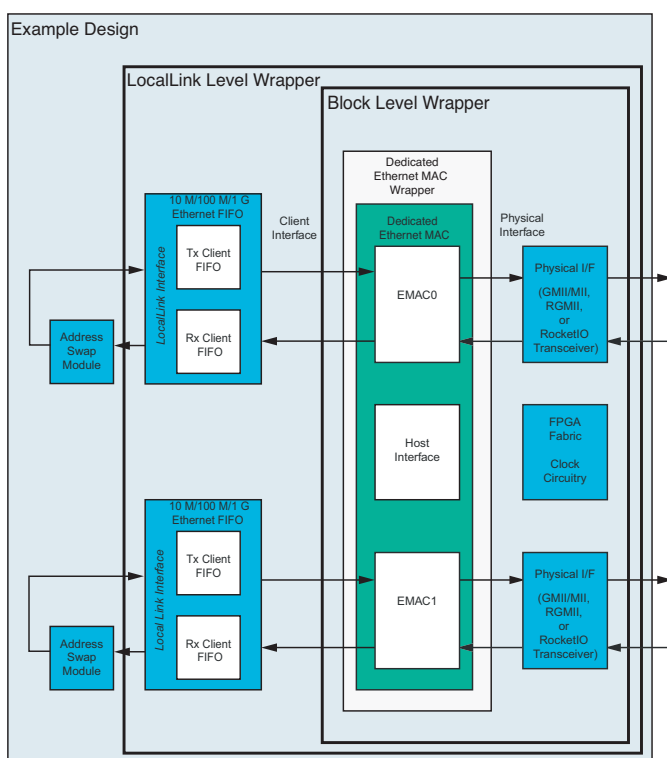 Example Design
LocalLink Level Wrapper
Block Level Wrapper
Dedicated
Ethernet MAC
Wrapper
10 M/100 M/1 G
Ethernet FIFO
Client
Interface
Dedicated
Ethernet MAC
Physical
Interface
LocalLink Interface
Tx Client
FIFO
EMAC0
Physical I/F
(GMII/MII,
RGMII,
or
RocketIO
Transceiver)
Address
Swap
Module
Rx Client
FIFO
Host
Interface
FPGA
Fabric
Clock
Circuitry
10 M/100 M/1 G
Ethernet FIFO
Local Link Interface
Tx Client
FIFO
EMAC1
Physical I/F
(GMII/MII,
RGMII,
or
RocketIO
Transceiver)
Address
Swap
Module
Rx Client
FIFO